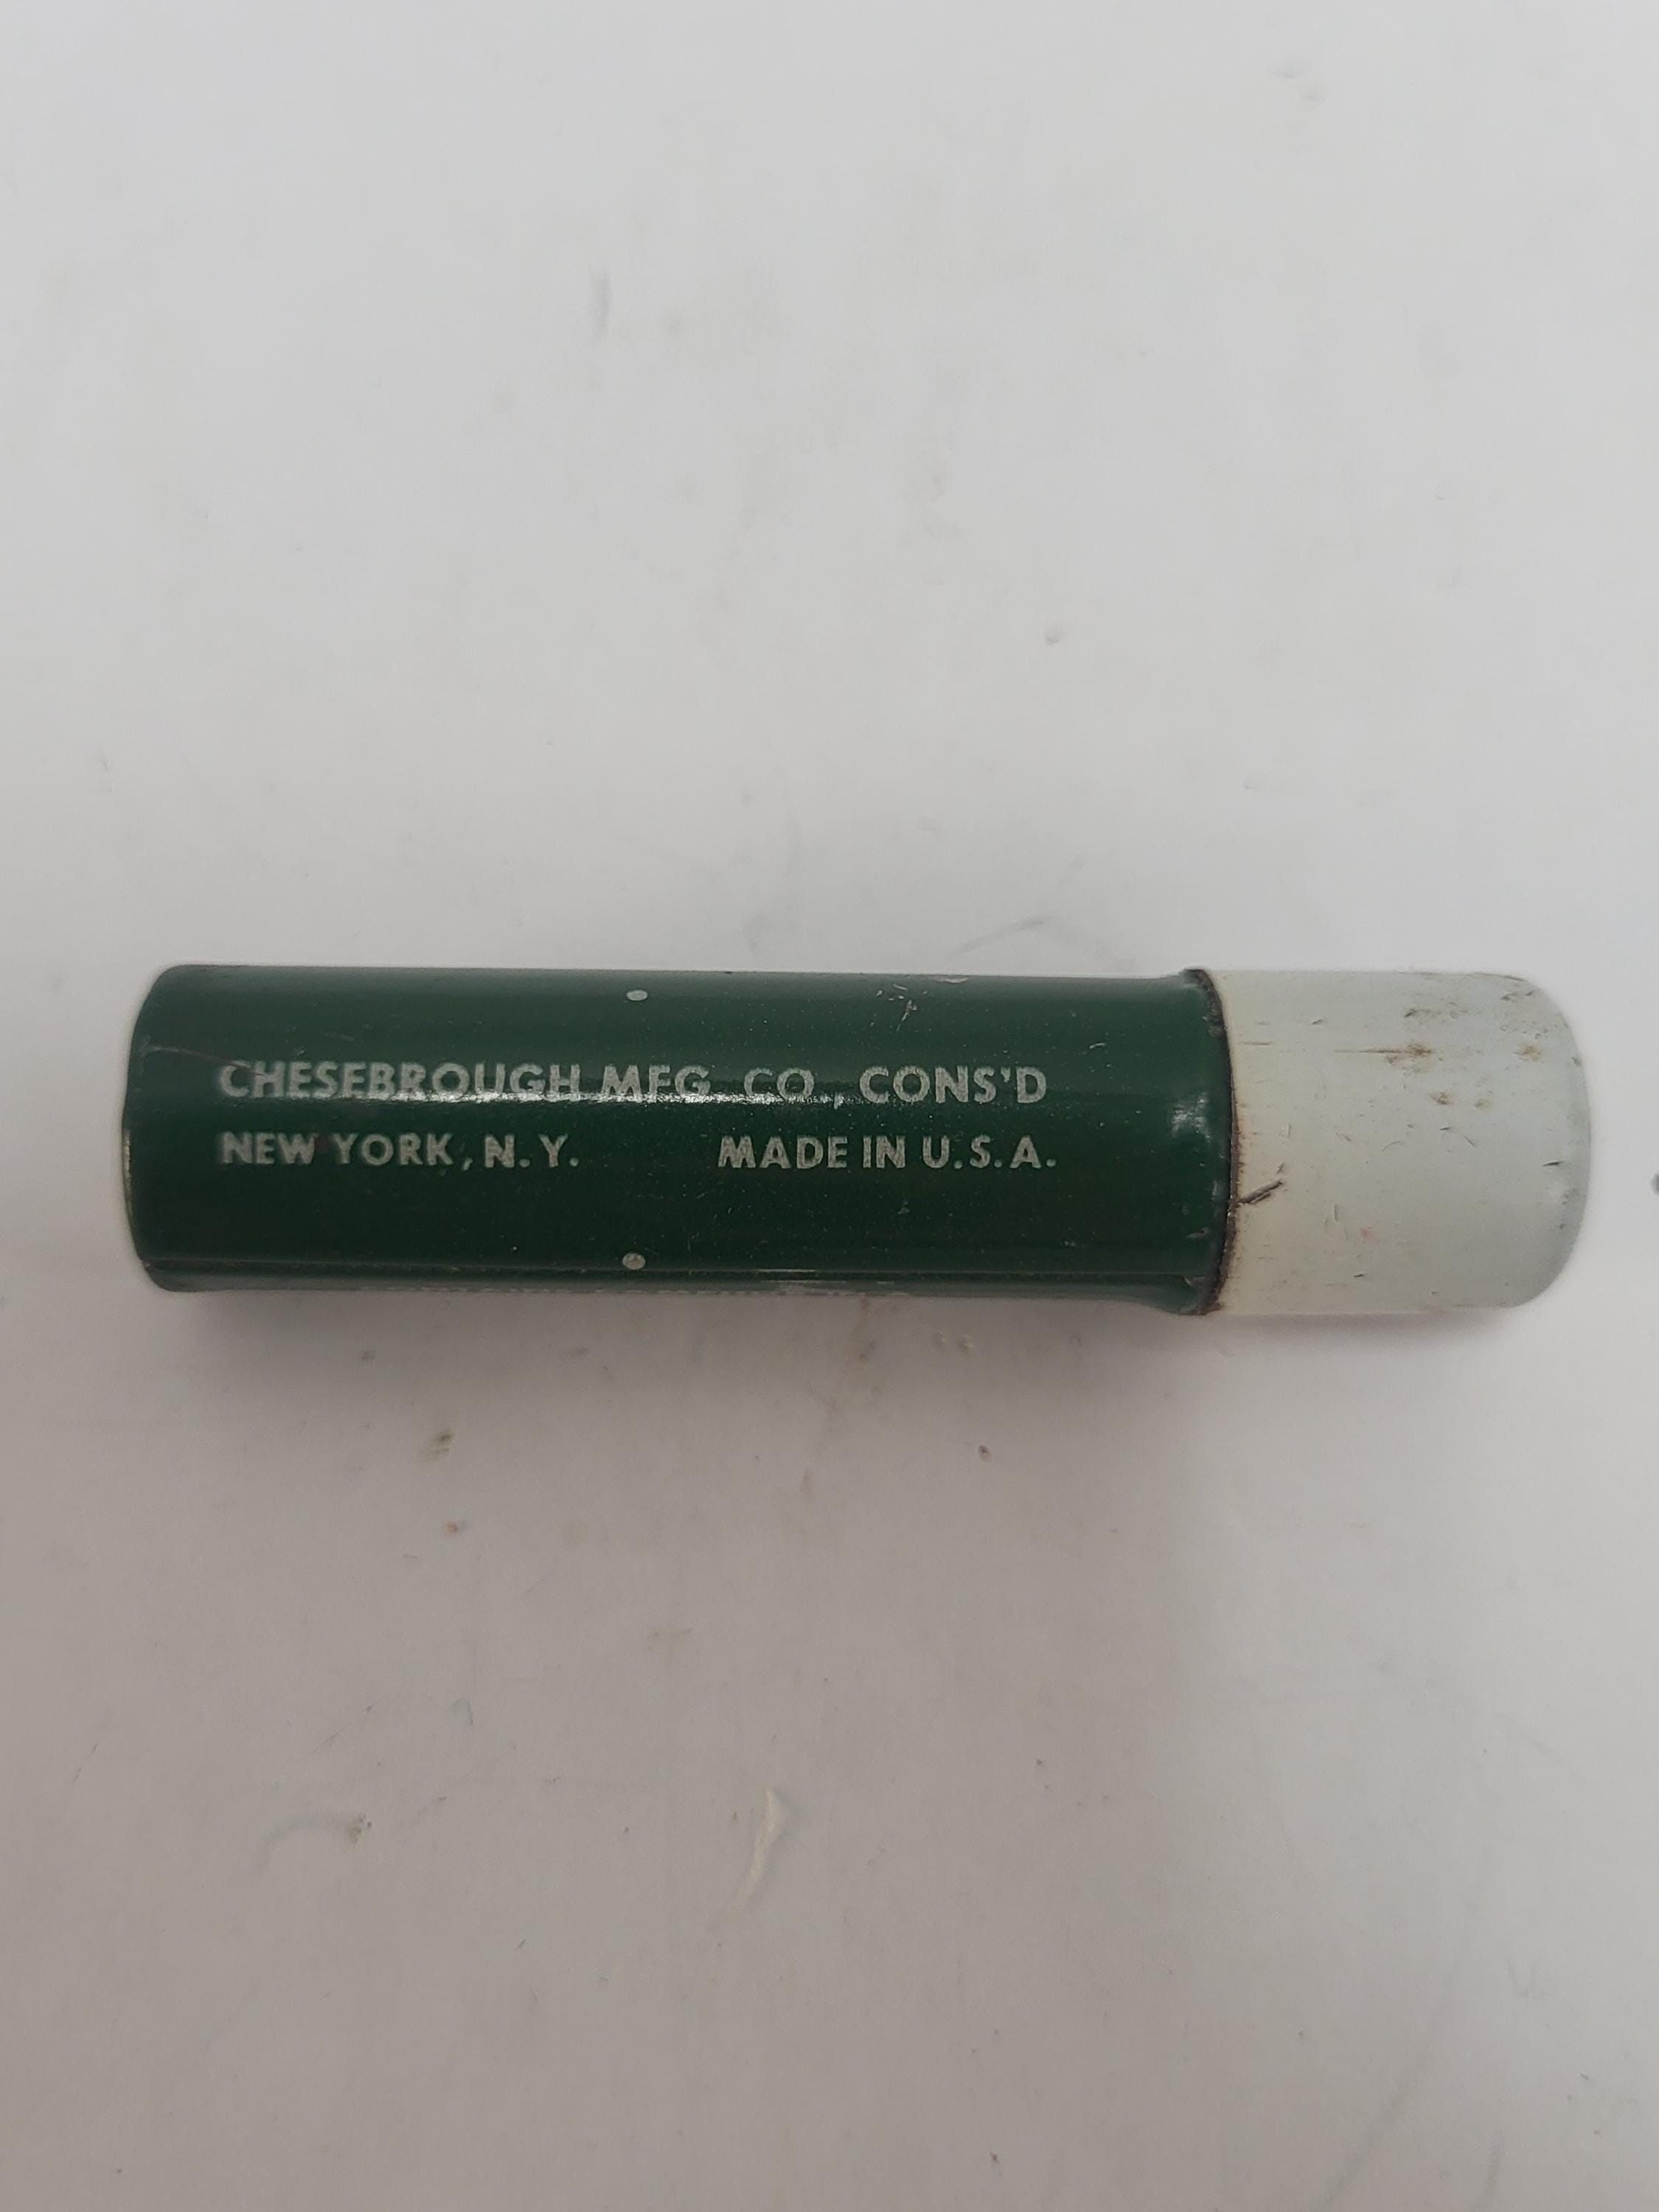 CHESEBROUGH MFG. CO., CONS'D
NEW YORK, N.Y. MADE IN U.S.A.